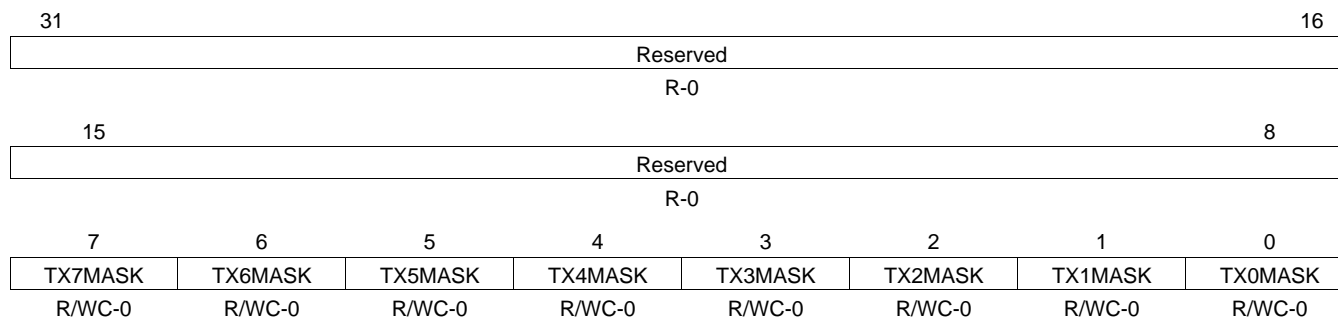 31 16
Reserved
R-0
15 8
Reserved
R-0
7 6 5 4 3 2 1 0
TX7MASK TX6MASK TX5MASK TX4MASK TX3MASK TX2MASK TX1MASK TX0MASK
R/WC-0 R/WC-0 R/WC-0 R/WC-0 R/WC-0 R/WC-0 R/WC-0 R/WC-0